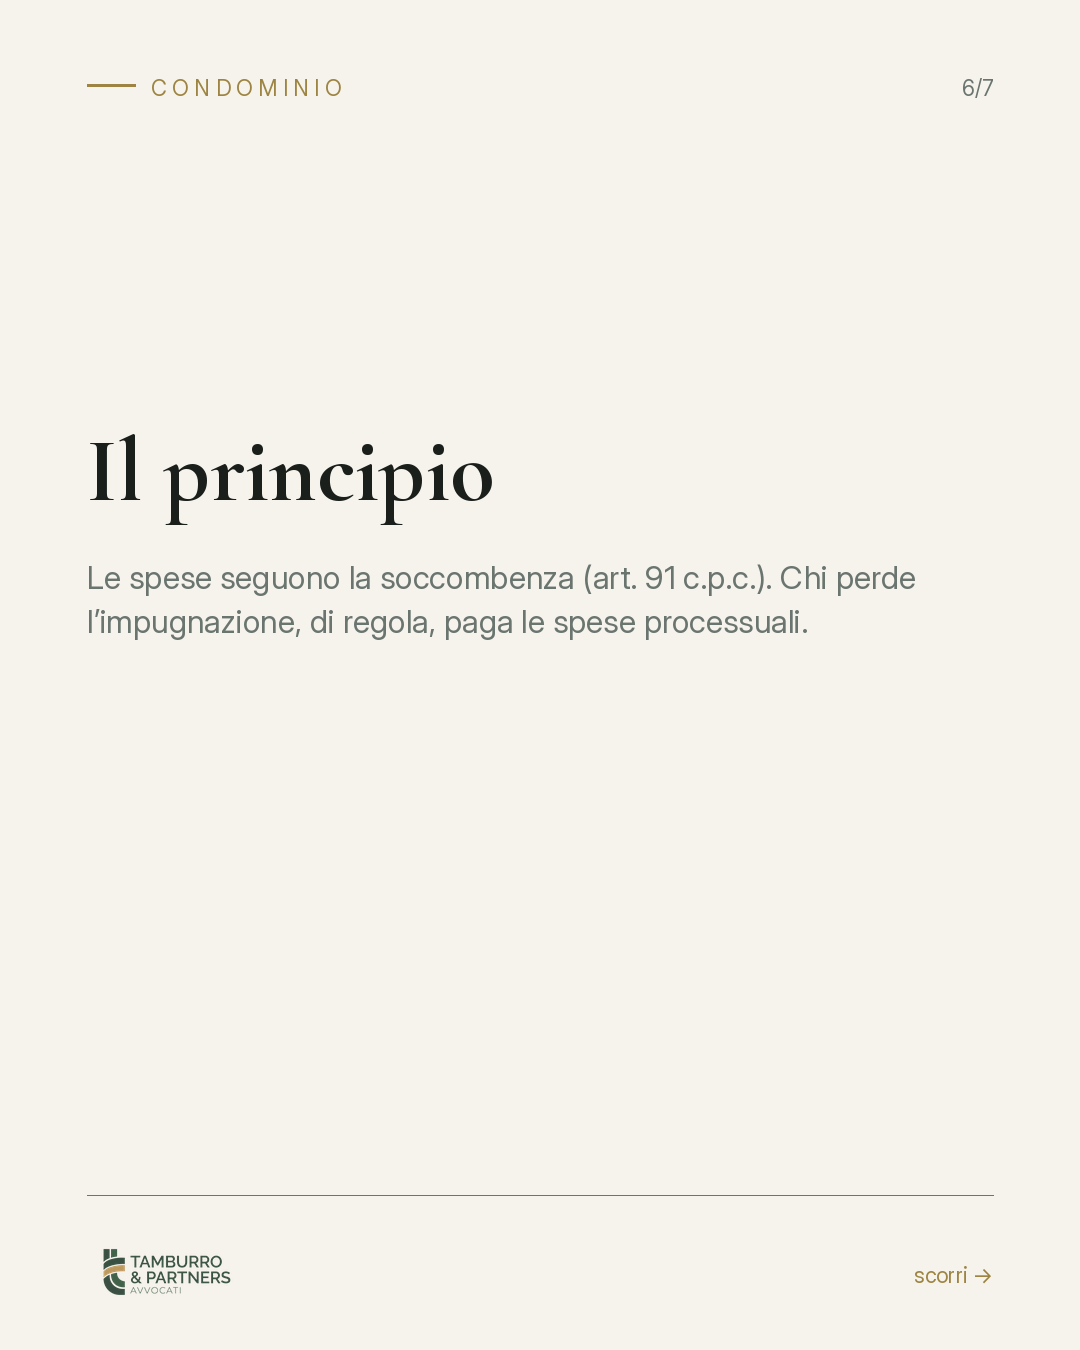 CONDOMINIO
6/7
Il principio
Le spese seguono la soccombenza (art. 91 c.p.c.). Chi perde
l’impugnazione, di regola, paga le spese processuali.
TAMBURRO
& PARTNERS
AVVOCATI
scorri →